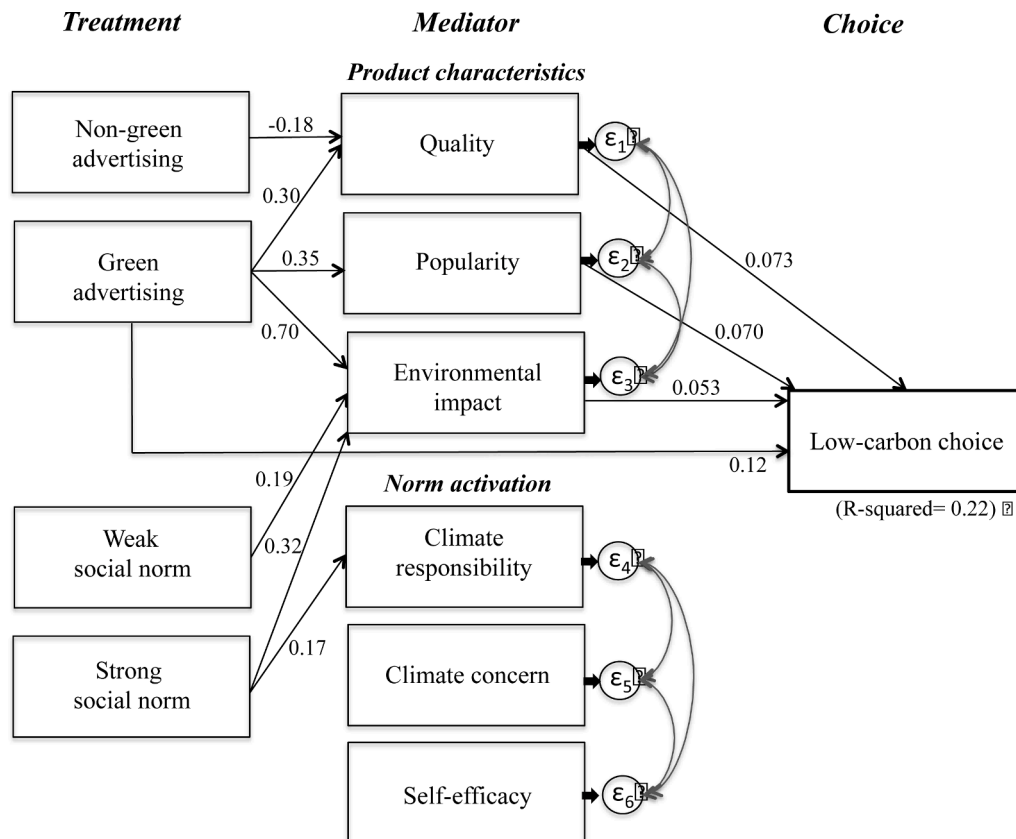 Treatment
Mediator
Choice
Product characteristics
Non-green
advertising
-0.18
Quality
ε1
0.30
Green
advertising
0.35
Popularity
ε2
0.073
0.70
0.070
Environmental
impact
ε3
0.053
Low-carbon choice
0.12
(R-squared= 0.22)
0.19
Norm activation
Weak
social norm
0.32
Climate
responsibility
ε4
Strong
social norm
0.17
Climate concern
ε5
Self-efficacy
ε6